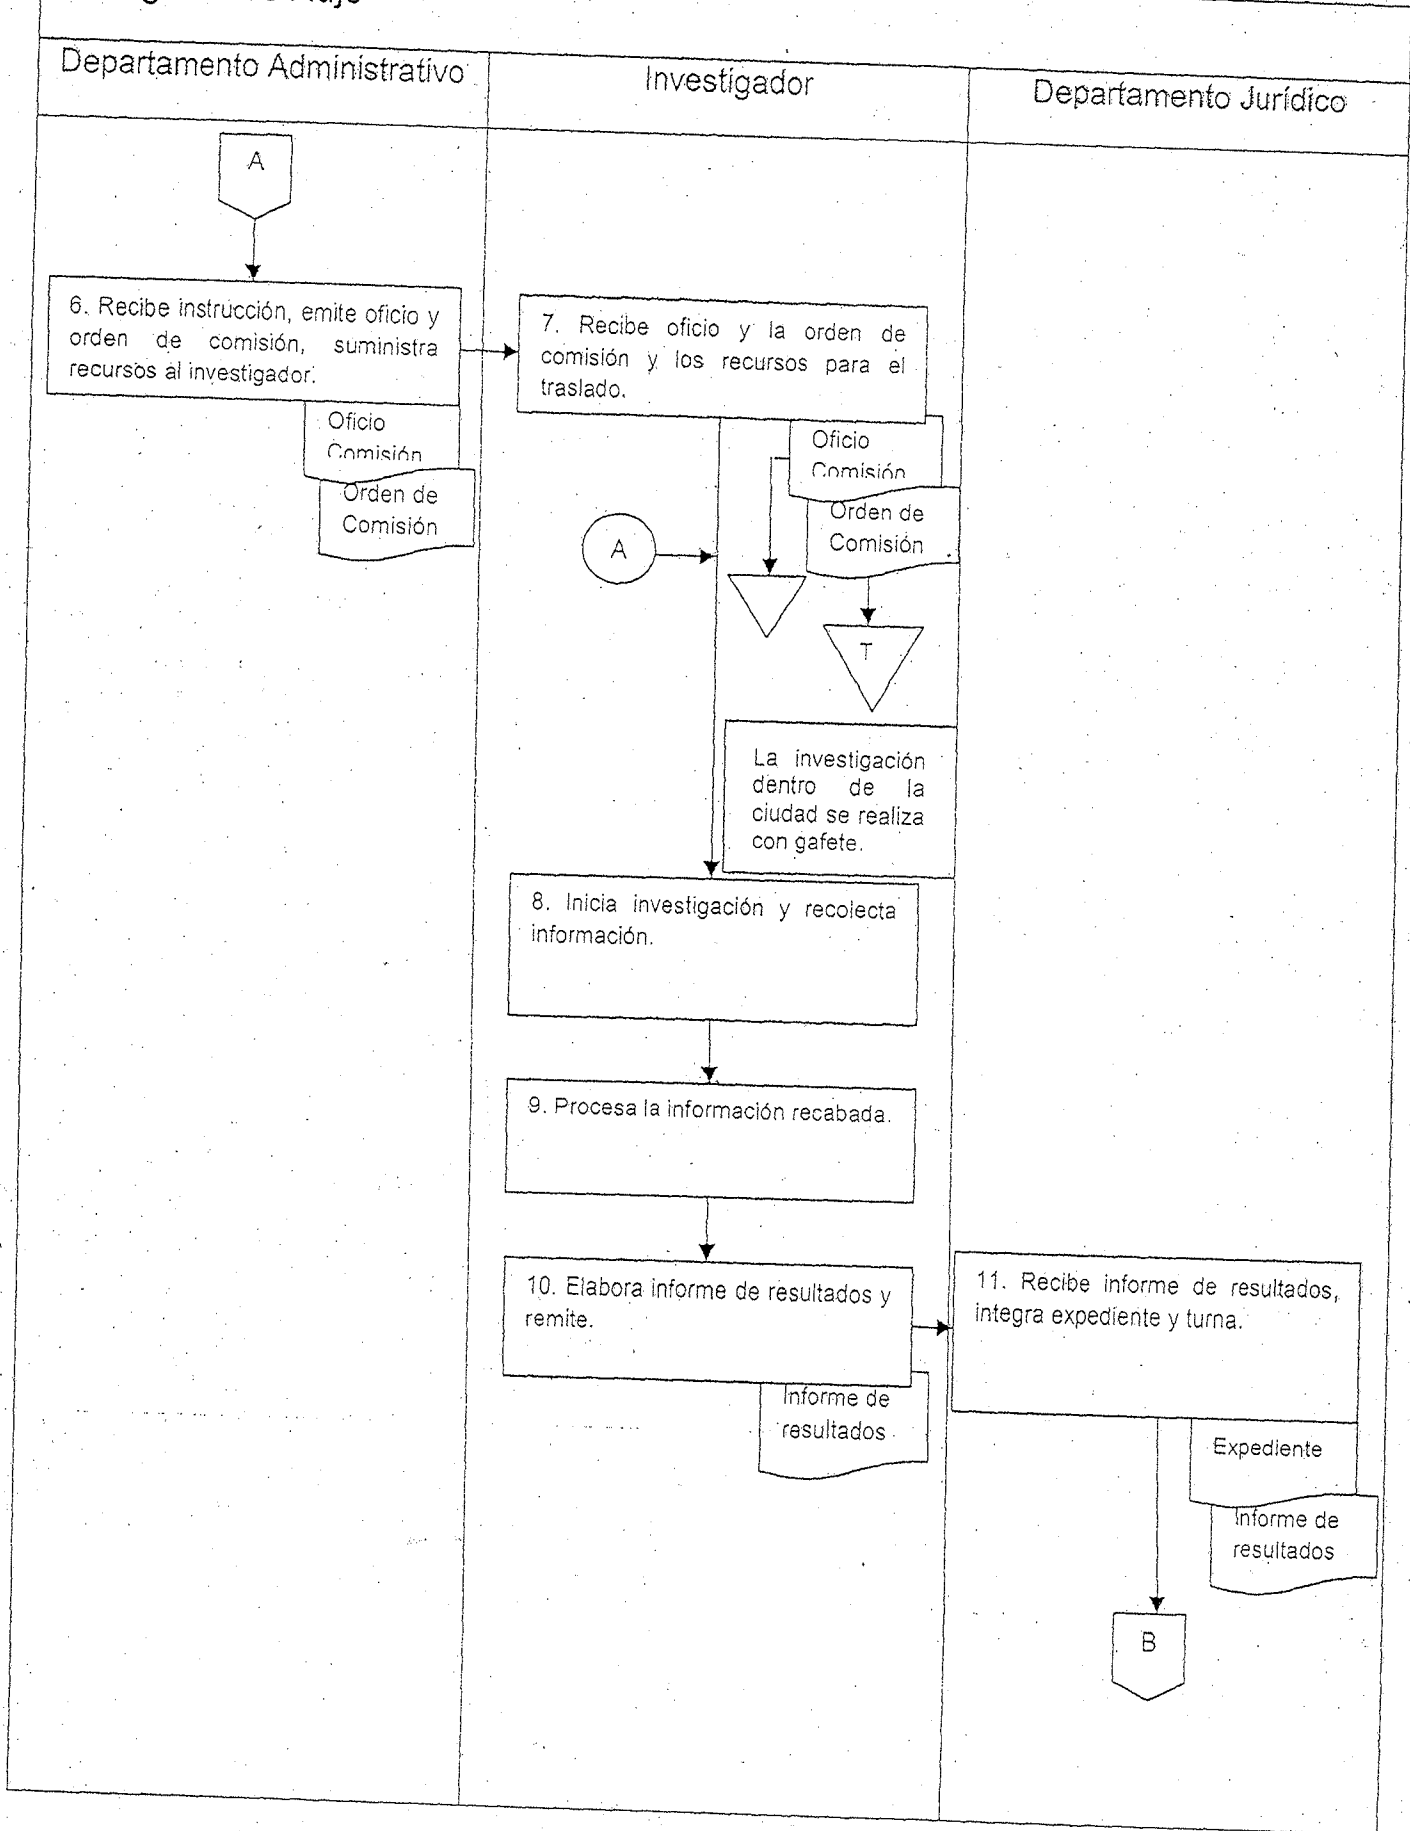 Departamento Administrativo
Investigador
Departamento Jurídico
A
6. Recibe instrucción, emite oficio y
orden de comisión, suministra
recursos al investigador.
Oficio
Comisión
Orden de
Comisión
7. Recibe oficio y la orden de
comisión y los recursos para el
traslado.
Oficio
Comisión
Orden de
Comisión
A
T
La investigación
dentro de la
ciudad se realiza
con gafete.
8. Inicia investigación y recolecta
información.
9. Procesa la información recabada.
10. Elabora informe de resultados y
remite.
Informe de
resultados
11. Recibe informe de resultados,
integra expediente y turna.
Expediente
Informe de
resultados
B